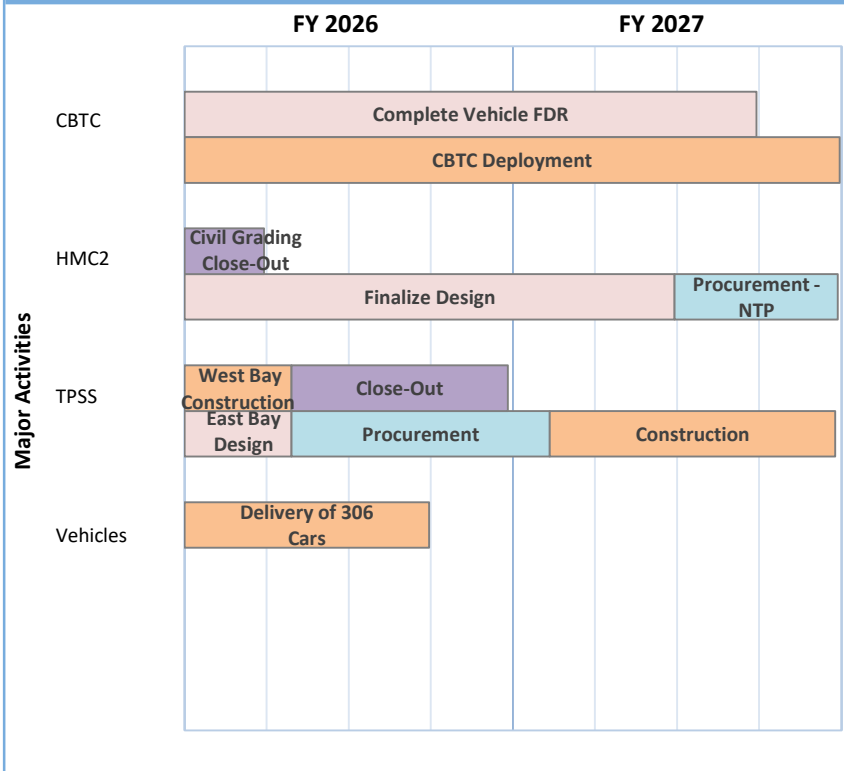 FY 2026 FY 2027
Major Activities
CBTC
Complete Vehicle FDR
CBTC Deployment
HMC2
Civil Grading
Close-Out
Finalize Design
Procurement -
NTP
TPSS
West Bay
Construction
Close-Out
East Bay
Design
Procurement
Construction
Vehicles
Delivery of 306
Cars